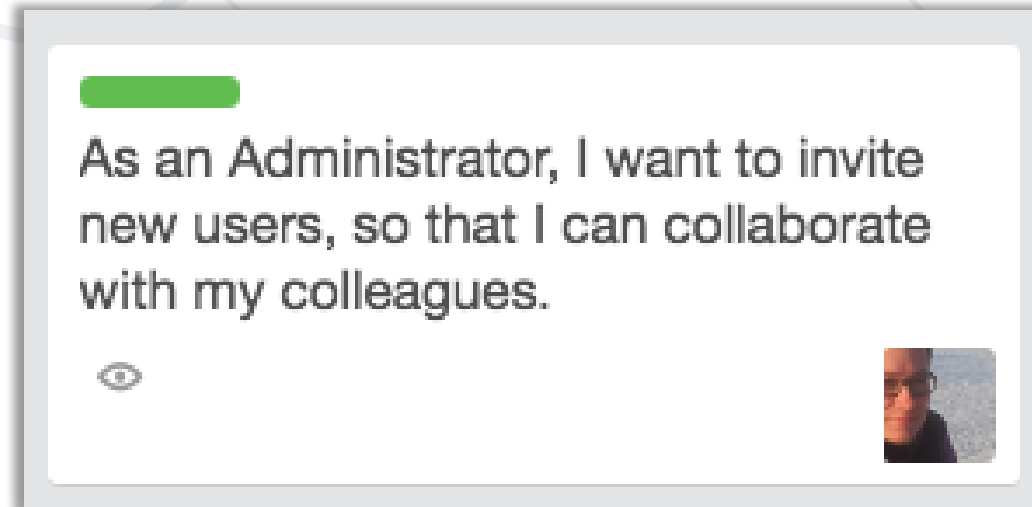 As an Administrator, I want to invite
new users, so that I can collaborate
with my colleagues.